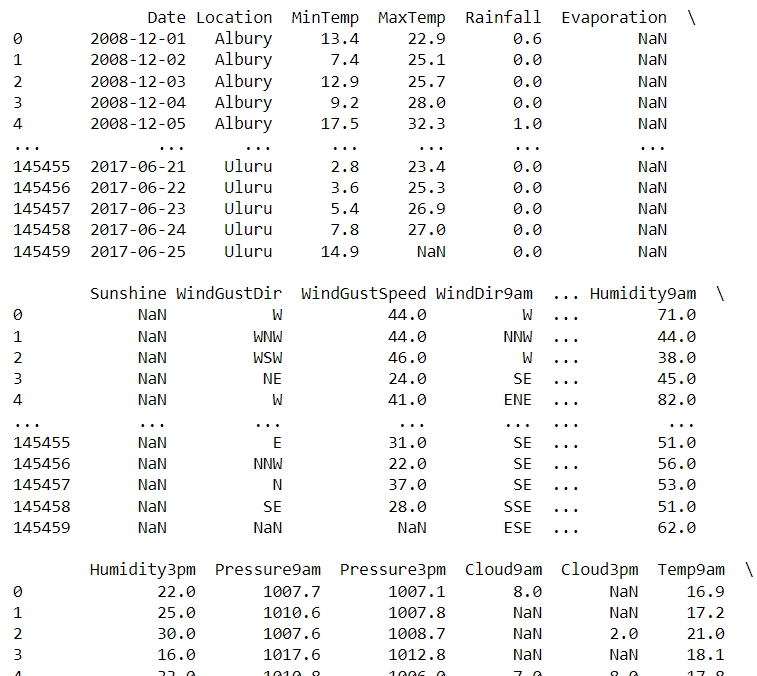 Date Location MinTemp MaxTemp Rainfall Evaporation \
0 2008-12-01 Albury 13.4 22.9 0.6 NaN
1 2008-12-02 Albury 7.4 25.1 0.0 NaN
2 2008-12-03 Albury 12.9 25.7 0.0 NaN
3 2008-12-04 Albury 9.2 28.0 0.0 NaN
4 2008-12-05 Albury 17.5 32.3 1.0 NaN
... ... ... ... ... ... ...
145455 2017-06-21 Uluru 2.8 23.4 0.0 NaN
145456 2017-06-22 Uluru 3.6 25.3 0.0 NaN
145457 2017-06-23 Uluru 5.4 26.9 0.0 NaN
145458 2017-06-24 Uluru 7.8 27.0 0.0 NaN
145459 2017-06-25 Uluru 14.9 NaN 0.0 NaN
Sunshine WindGustDir WindGustSpeed WindDir9am ... Humidity9am \
0 NaN W 44.0 W ... 71.0
1 NaN WNW 44.0 NNW ... 44.0
2 NaN WSW 46.0 W ... 38.0
3 NaN NE 24.0 SE ... 45.0
4 NaN W 41.0 ENE ... 82.0
... ... ... ... ... ... ...
145455 NaN E 31.0 SE ... 51.0
145456 NaN NNW 22.0 SE ... 56.0
145457 NaN N 37.0 SE ... 53.0
145458 NaN SE 28.0 SSE ... 51.0
145459 NaN NaN NaN ESE ... 62.0
Humidity3pm Pressure9am Pressure3pm Cloud9am Cloud3pm Temp9am \
0 22.0 1007.7 1007.1 8.0 NaN 16.9
1 25.0 1010.6 1007.8 NaN NaN 17.2
2 30.0 1007.6 1008.7 NaN 2.0 21.0
3 16.0 1017.6 1012.8 NaN NaN 18.1